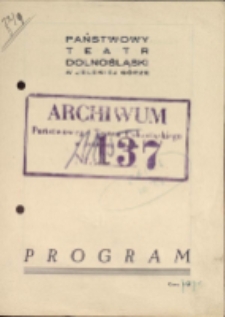 PAŃSTWOWY
TEATR
DOLNOŚLĄSKI
W JELENIEJ GÓRZE
ARCHIWUM
137
PROGRAM